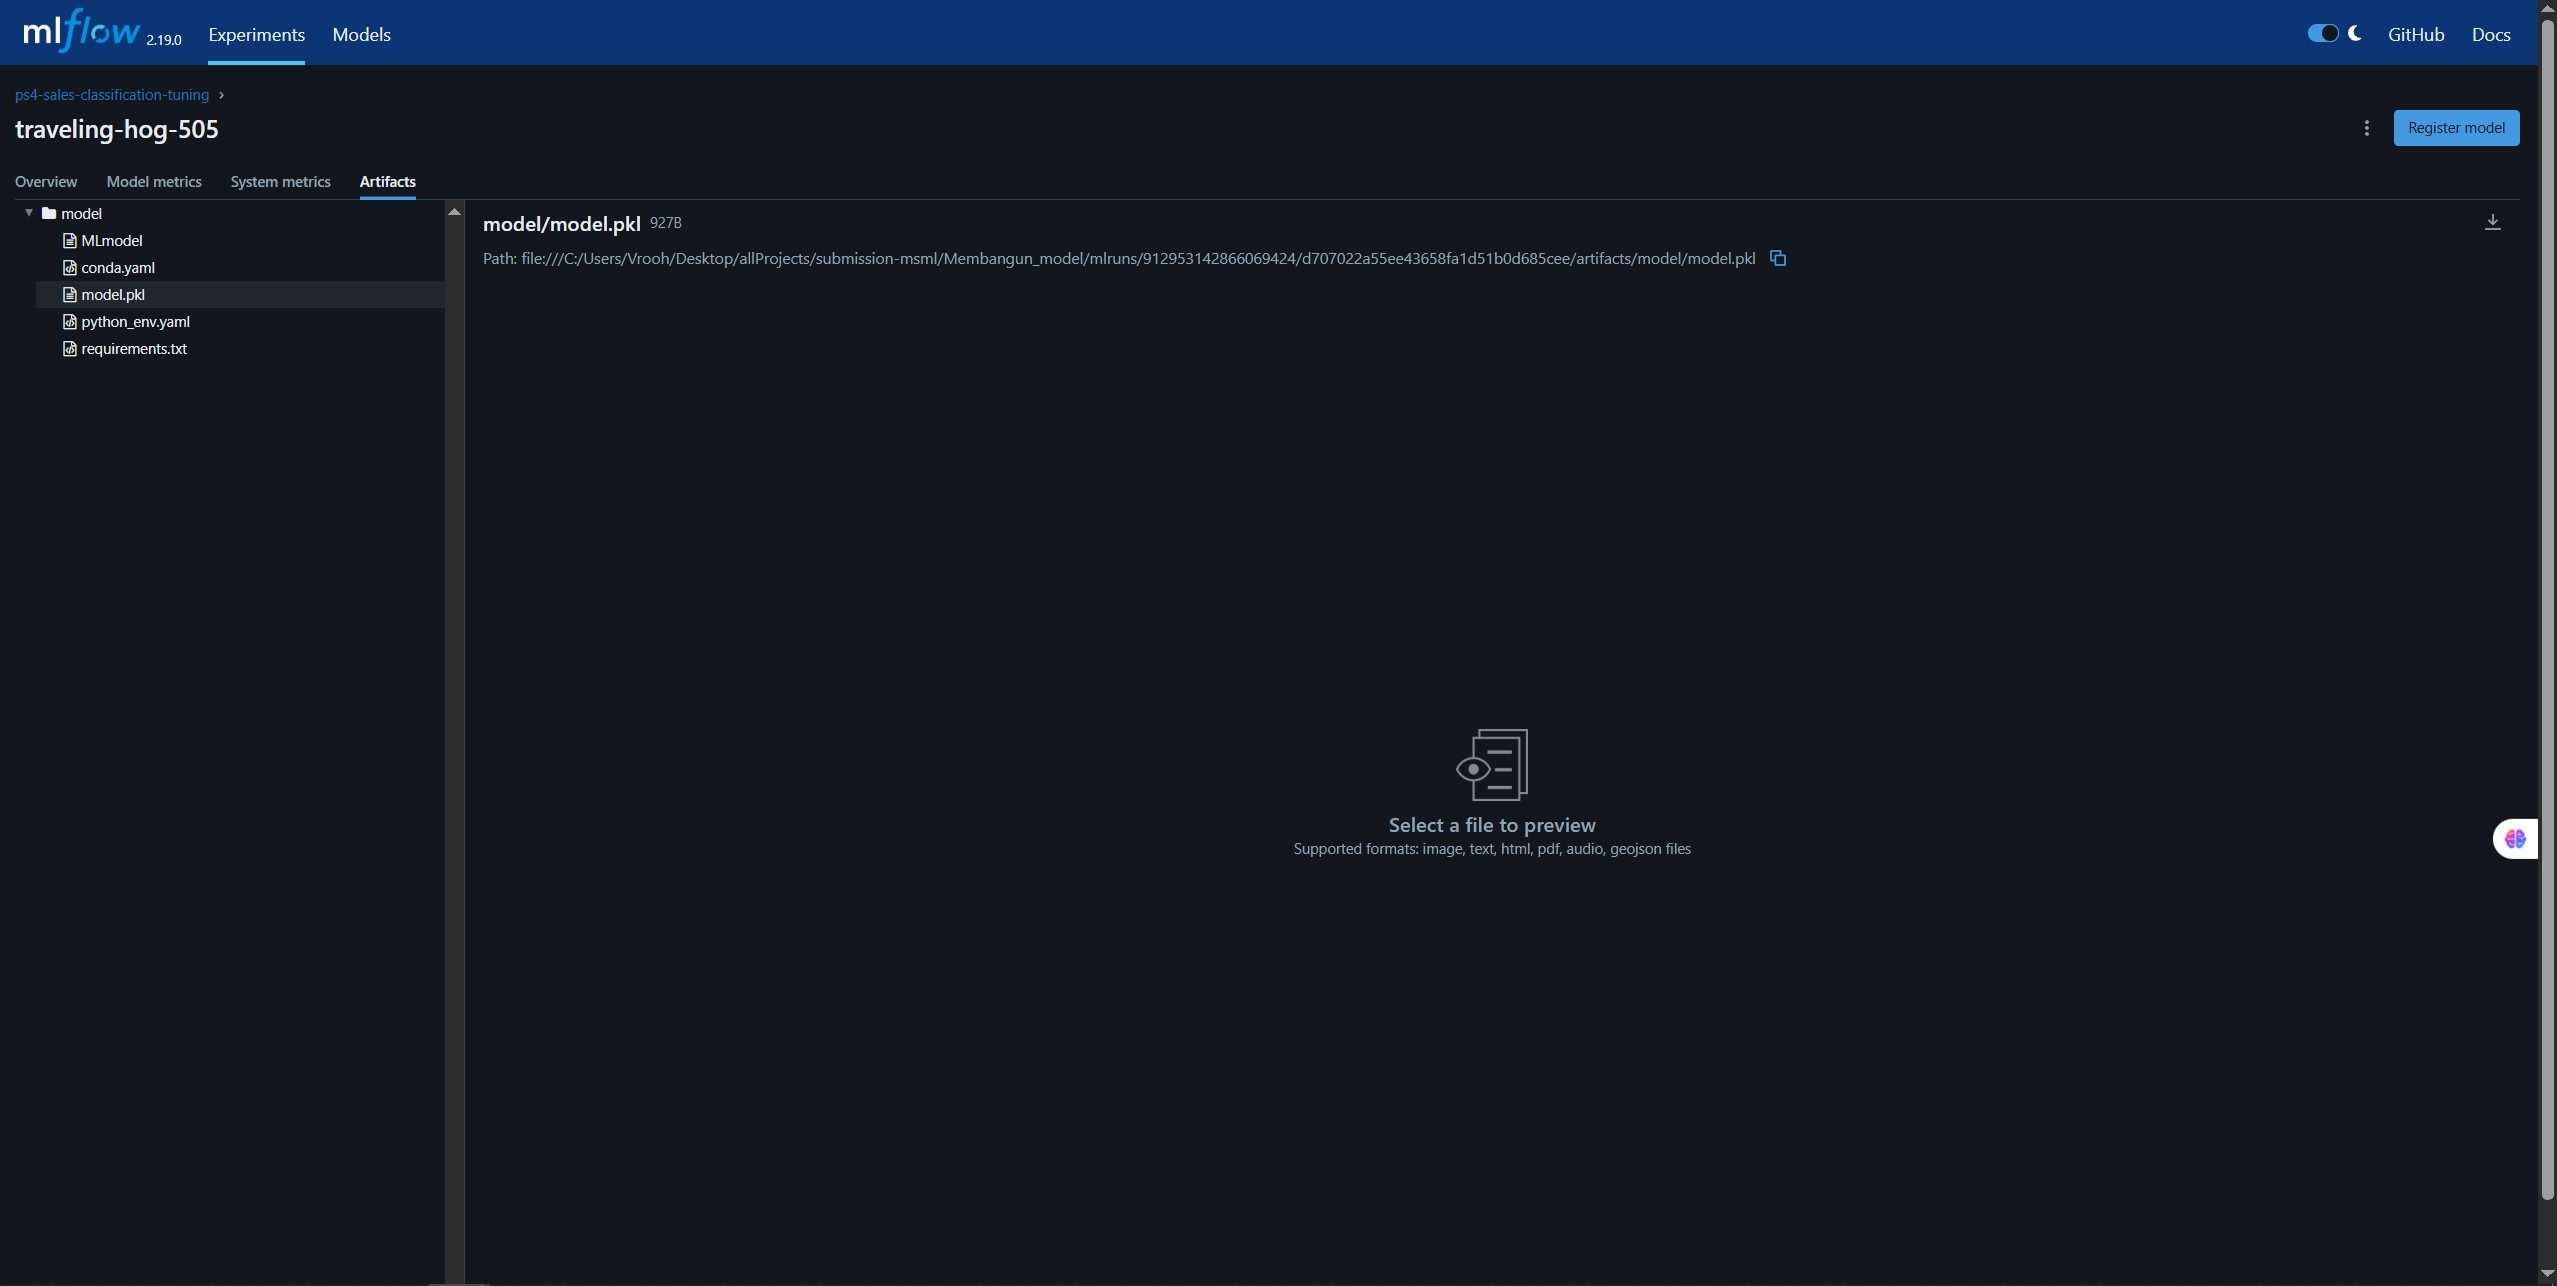 mlflow 2.19.0 Experiments Models GitHub Docs
ps4-sales-classification-tuning ›
traveling-hog-505
Register model
Overview Model metrics System metrics Artifacts
model
MLmodel
conda.yaml
model.pkl
python_env.yaml
requirements.txt
model/model.pkl 927B
Path: file:///C:/Users/Vrooh/Desktop/allProjects/submission-msml/Membangun_model/mlruns/912953142866069424/d707022a55ee43658fa1d51b0d685cee/artifacts/model/model.pkl
Select a file to preview
Supported formats: image, text, html, pdf, audio, geojson files